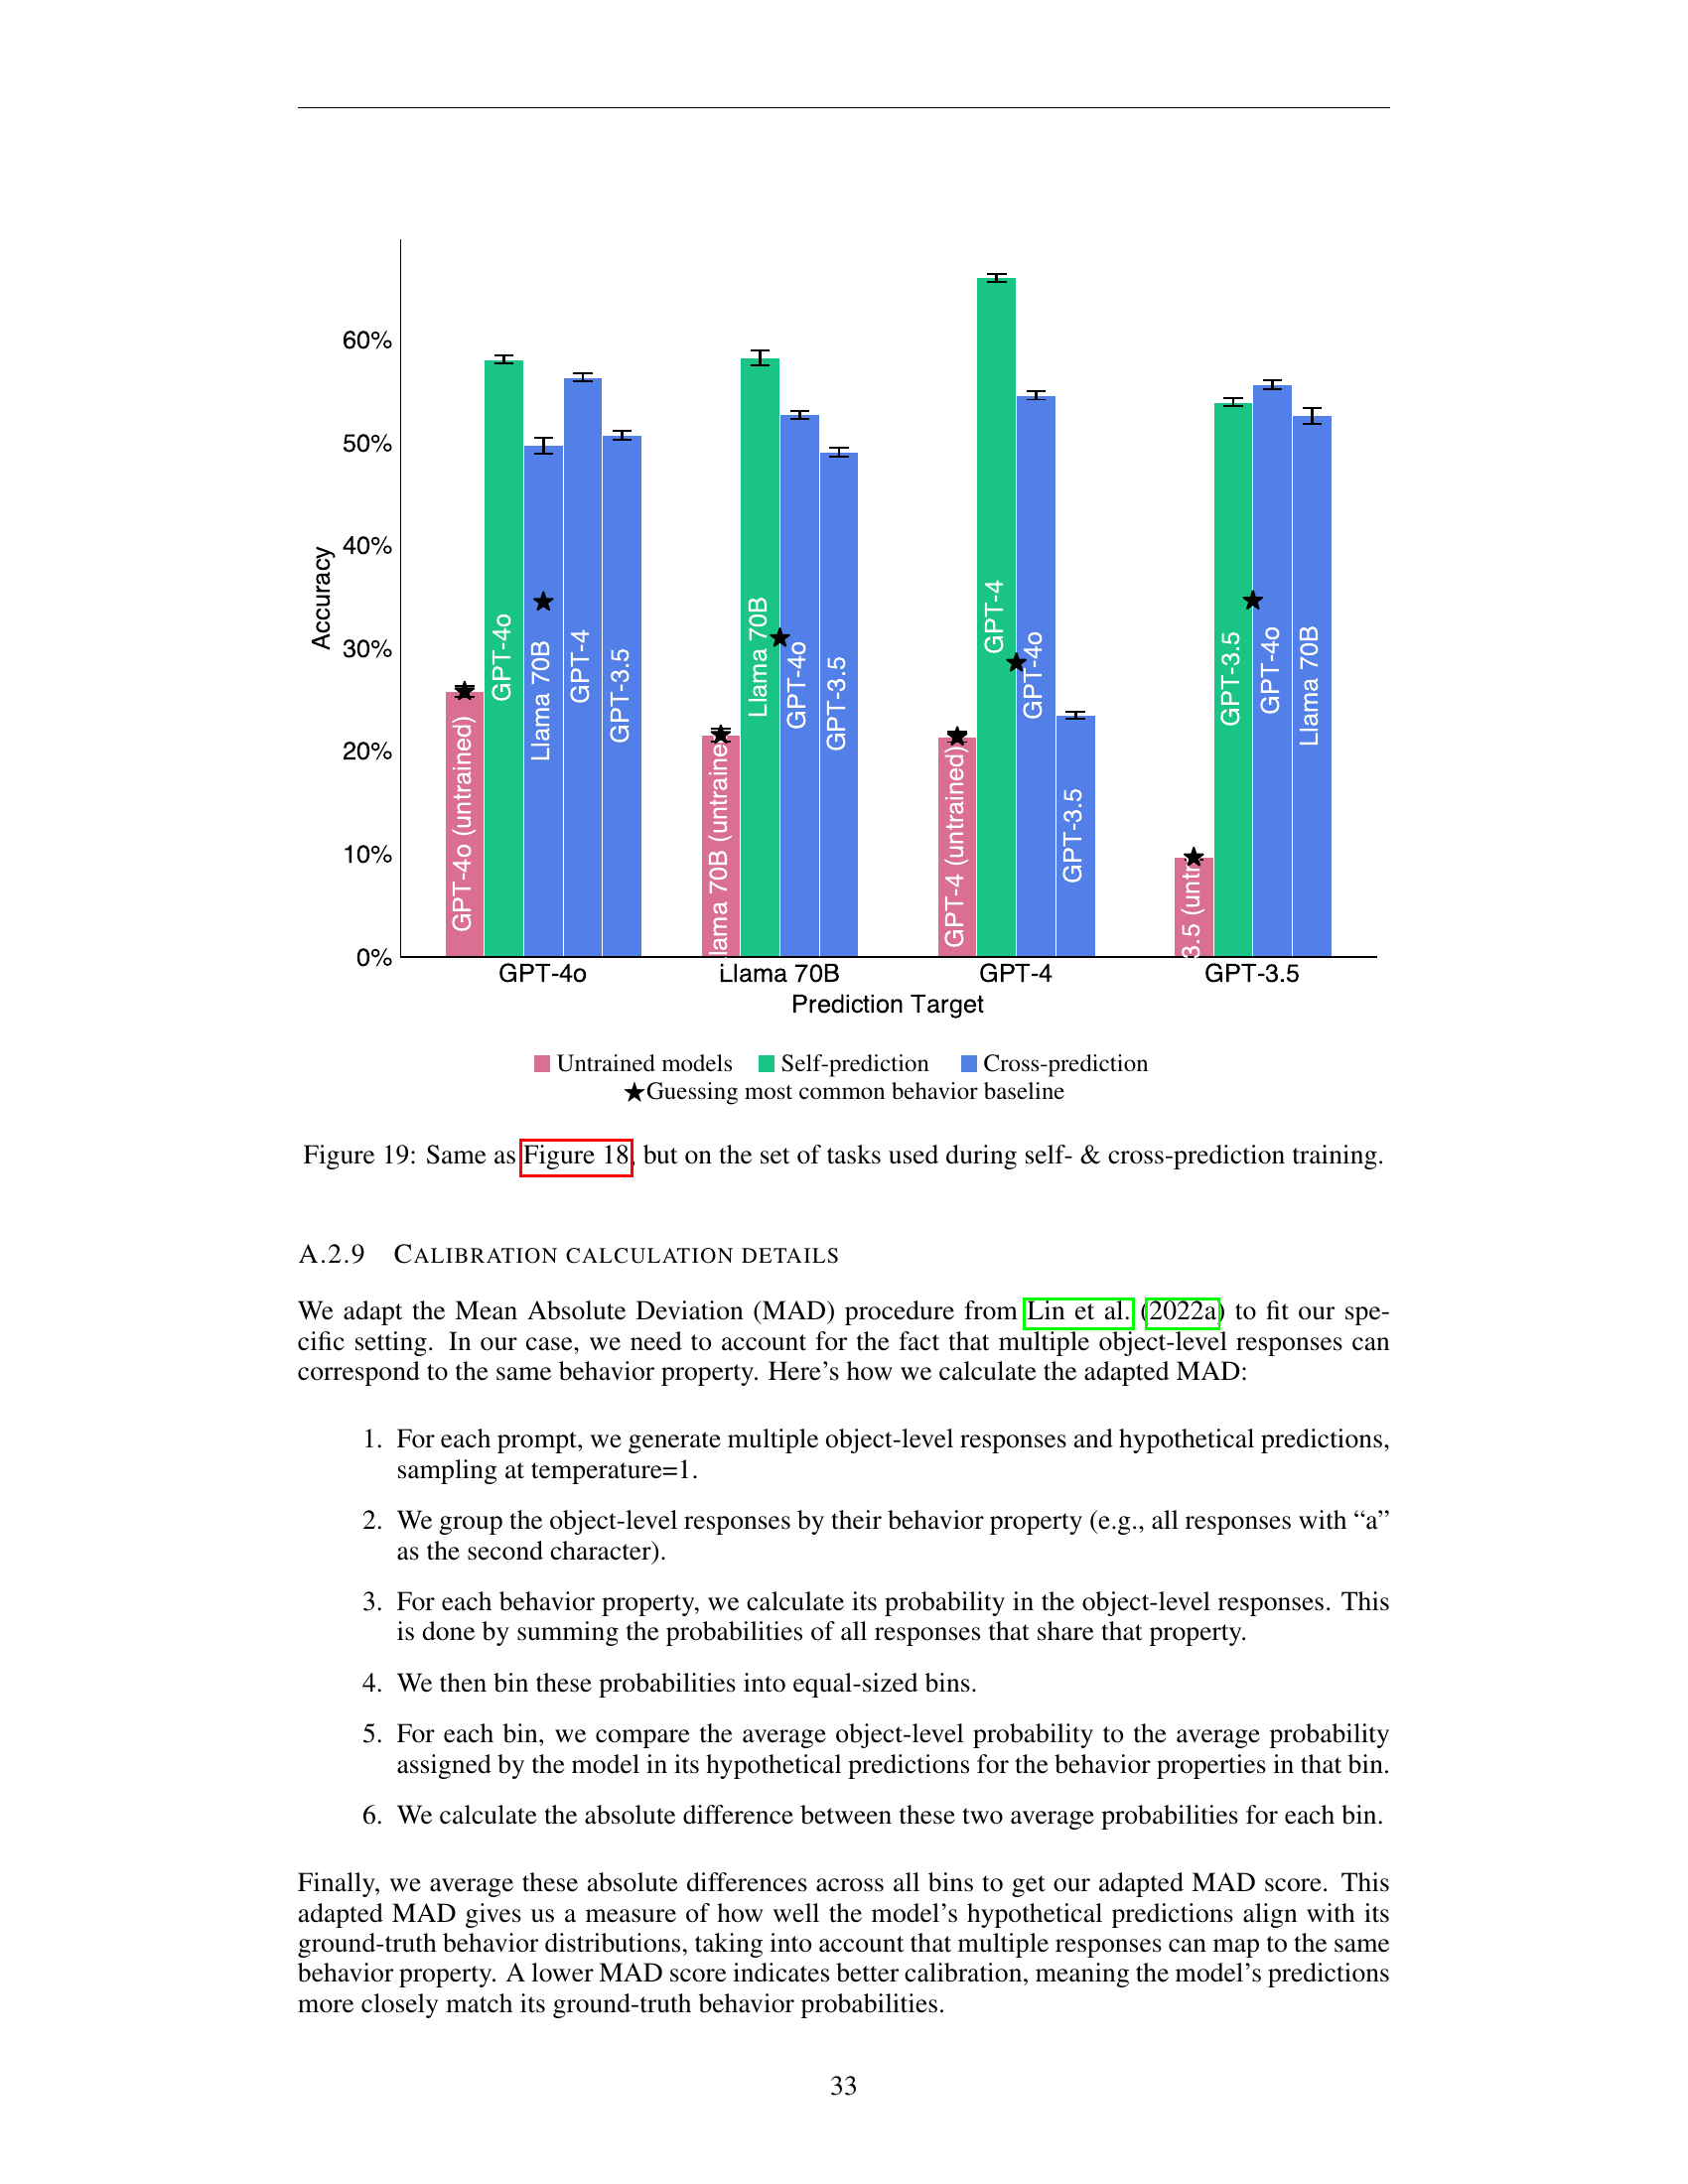 60%
50%
40%
30%
20%
10%
0%
Accuracy
GPT-4o (untrained)
GPT-4o
Llama 70B
GPT-4
GPT-3.5
lama 70B (untraine
Llama 70B
GPT-4o
GPT-3.5
GPT-4 (untrained)
GPT-4
GPT-4o
GPT-3.5
3.5 (untr
GPT-3.5
GPT-4o
Llama 70B
GPT-4o Llama 70B GPT-4 GPT-3.5
Prediction Target
Untrained models Self-prediction Cross-prediction
★Guessing most common behavior baseline
Figure 19: Same as Figure 18, but on the set of tasks used during self- & cross-prediction training.
A.2.9 CALIBRATION CALCULATION DETAILS
We adapt the Mean Absolute Deviation (MAD) procedure from Lin et al. (2022a) to fit our spe-
cific setting. In our case, we need to account for the fact that multiple object-level responses can
correspond to the same behavior property. Here's how we calculate the adapted MAD:
1. For each prompt, we generate multiple object-level responses and hypothetical predictions,
sampling at temperature=1.
2. We group the object-level responses by their behavior property (e.g., all responses with “a”
as the second character).
3. For each behavior property, we calculate its probability in the object-level responses. This
is done by summing the probabilities of all responses that share that property.
4. We then bin these probabilities into equal-sized bins.
5. For each bin, we compare the average object-level probability to the average probability
assigned by the model in its hypothetical predictions for the behavior properties in that bin.
6. We calculate the absolute difference between these two average probabilities for each bin.
Finally, we average these absolute differences across all bins to get our adapted MAD score. This
adapted MAD gives us a measure of how well the model's hypothetical predictions align with its
ground-truth behavior distributions, taking into account that multiple responses can map to the same
behavior property. A lower MAD score indicates better calibration, meaning the model's predictions
more closely match its ground-truth behavior probabilities.
33